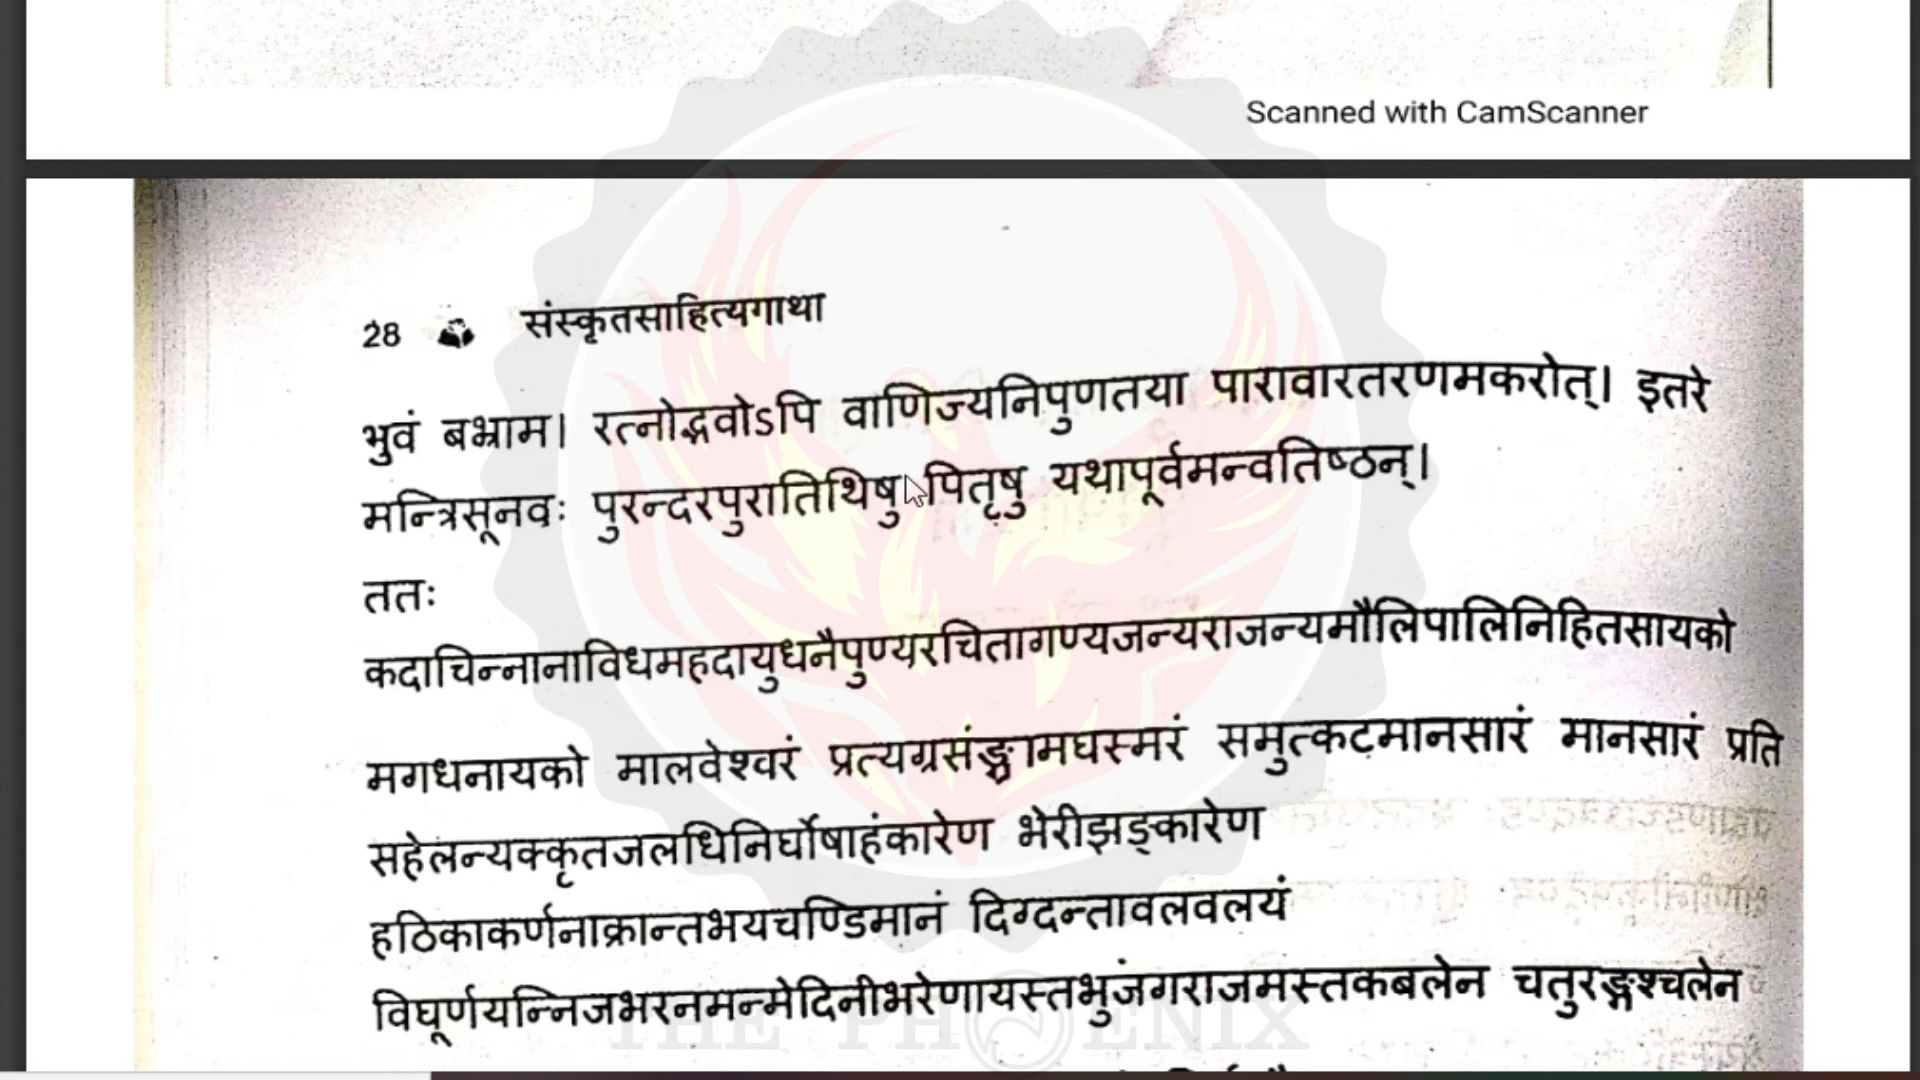 Scanned with CamScanner
28 संस्कृतसाहित्यगाथा
भुवं बभ्राम। रत्नोद्भवोऽपि वाणिज्यनिपुणतया पारावारतरणमकरोत्। इतरे
मन्त्रिसूनवः पुरन्दरपुरातिथिषु पितृषु यथापूर्वमन्वतिष्ठन्।
ततः
कदाचिन्नानाविधमहदायुधनैपुण्यरचितागण्यजन्यराजन्यमौलिपालिनिहितसायको
मगधनायको मालवेश्वरं प्रत्यग्रसंङ्ग्रामघस्मरं समुत्कटमानसारं मानसारं प्रति
सहेलन्यक्कृतजलधिनिर्घोषाहंकारेण भेरीझङ्कारेण
हठिकाकर्णनाक्रान्तभयचण्डिमानं दिग्दन्तावलवलयं
विघूर्णयन्निजभरनमन्मेदिनीभरेणायस्तभुजंगराजमस्तकबलेन चतुरङ्गश्चलेन
THE PHOENIX